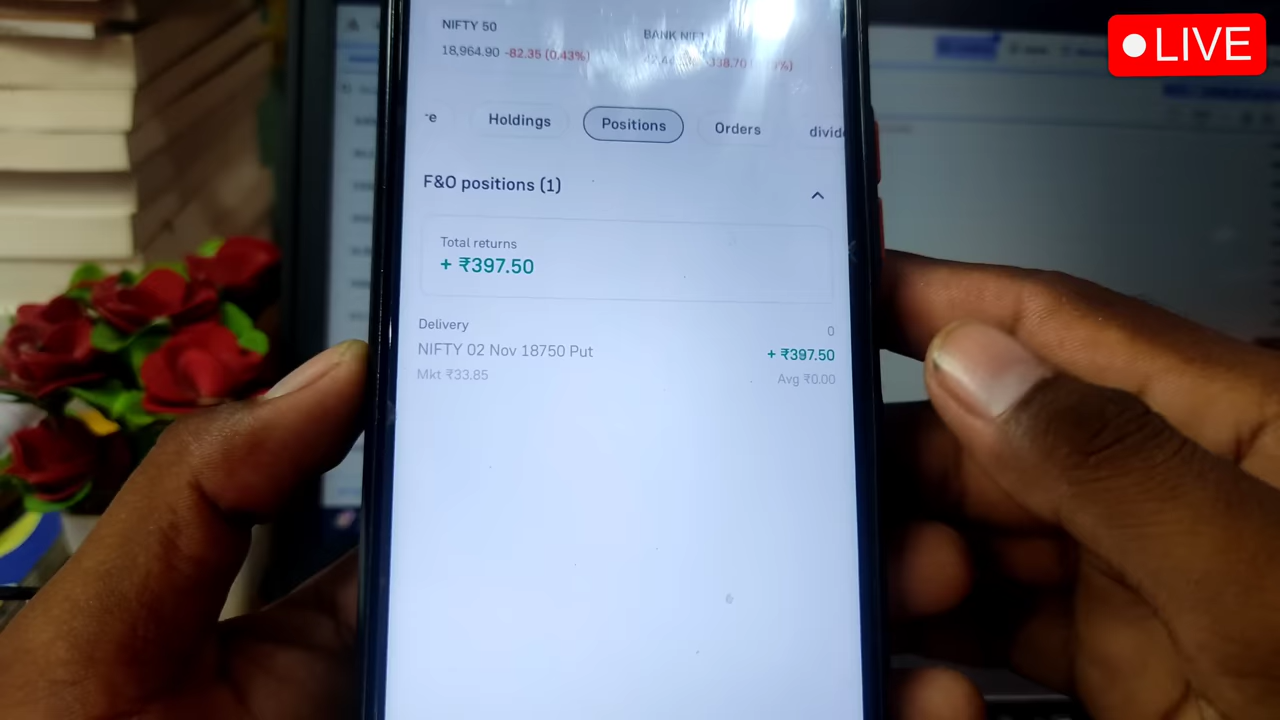 LIVE
NIFTY 50
BANK
18,964.90 -82.35 (0.43%)
Holdings
Positions
Orders
F&O positions (1)
Total returns
+ ₹397.50
Delivery
0
NIFTY 02 Nov 18750 Put
+ ₹397.50
Mkt ₹33.85
Avg ₹0.00